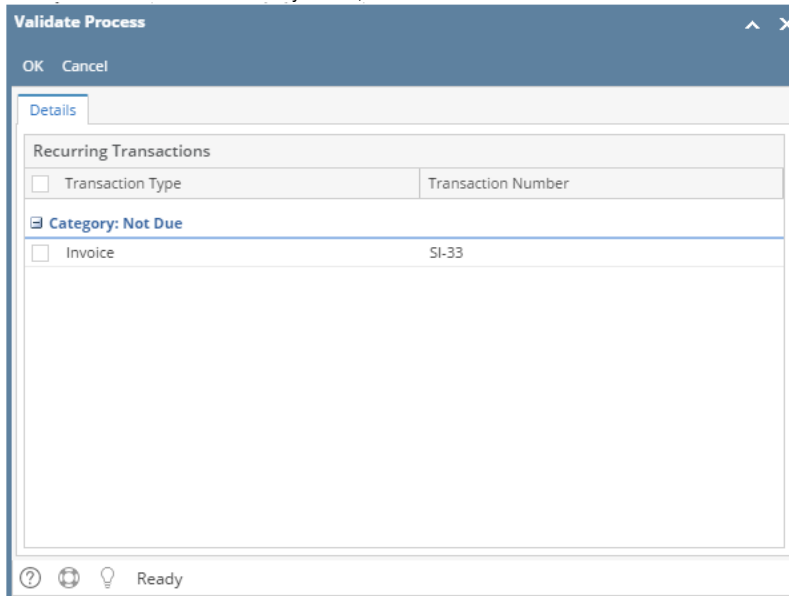 Validate Process
OK Cancel
Details
Recurring Transactions
Transaction Type Transaction Number
Category: Not Due
Invoice SI-33
Ready